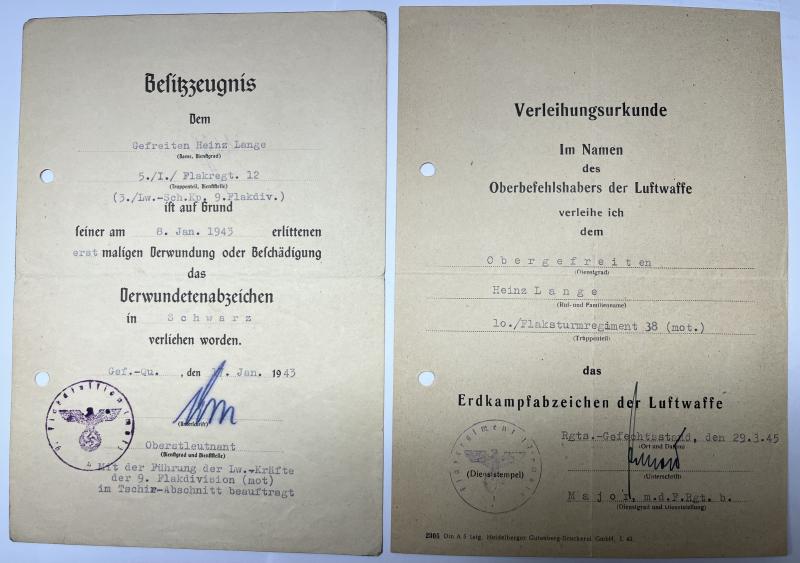 Besitzzeugnis
Dem
Gefreiten Heinz Lange
(Name, Dienstgrad)
5./I./ Flakregt. 12
(Truppenteil, Dienststelle)
(3./Lw.-Sch.Kp. 9.Flakdiv.)
ist auf Grund
seiner am 8. Jan. 1943 erlittenen
erst maligen Verwundung oder Beschädigung
das
Verwundetenabzeichen
in Schwarz
verliehen worden.
Gef.-Qu. , den Jan. 1943
(Unterschrift)
Oberstleutnant
(Dienstgrad und Dienststelle)
Mit der Führung der Lw.-Kräfte
der 9. Flakdivision (mot)
im Tschir-Abschnitt beauftragt
9. Flakdivision (mot)
Verleihungsurkunde
Im Namen
des
Oberbefehlshabers der Luftwaffe
verleihe ich
dem
Obergefreiten
(Dienstgrad)
Heinz Lange
(Ruf- und Familienname)
lo./Flaksturmregiment 38 (mot.)
(Truppenteil)
das
Erdkampfabzeichen der Luftwaffe
Rgts.-Gefechtsstand, den 29.3.45
(Ort und Datum)
(Dienststempel)
(Unterschrift)
Major, m.d.F.Rgt. b.
(Dienstgrad und Dienststellung)
2305 Din A 5 Heidelberger Gutenberg-Druckerei GmbH.